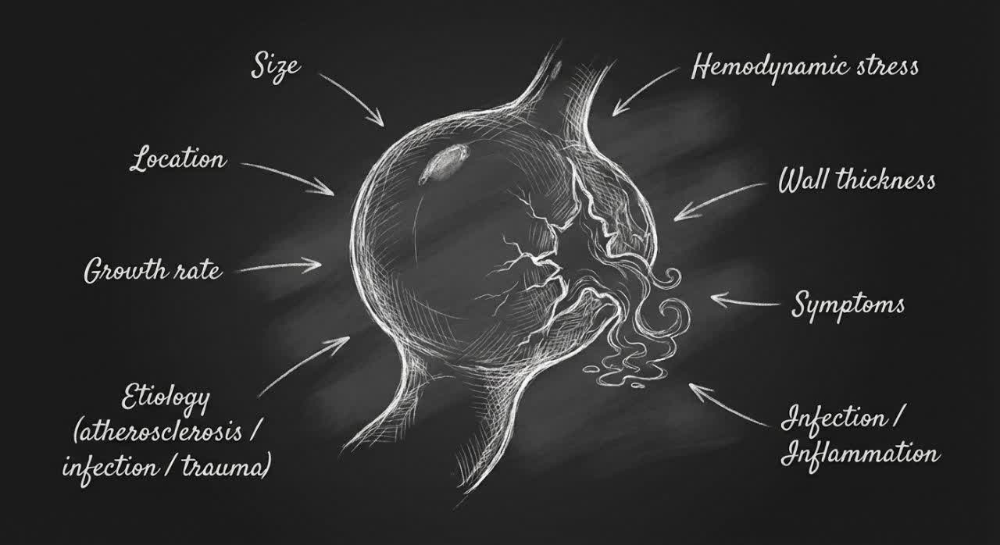 Size
Location
Growth rate
Etiology
(atherosclerosis /
infection / trauma)
Hemodynamic stress
Wall thickness
Symptoms
Infection /
Inflammation